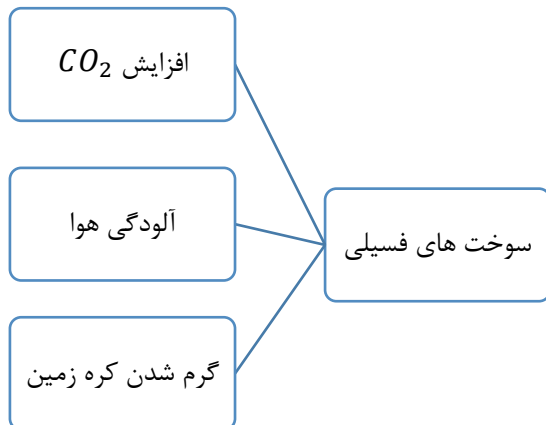 سوخت های فسیلی
افزایش CO₂
آلودگی هوا
گرم شدن کره زمین